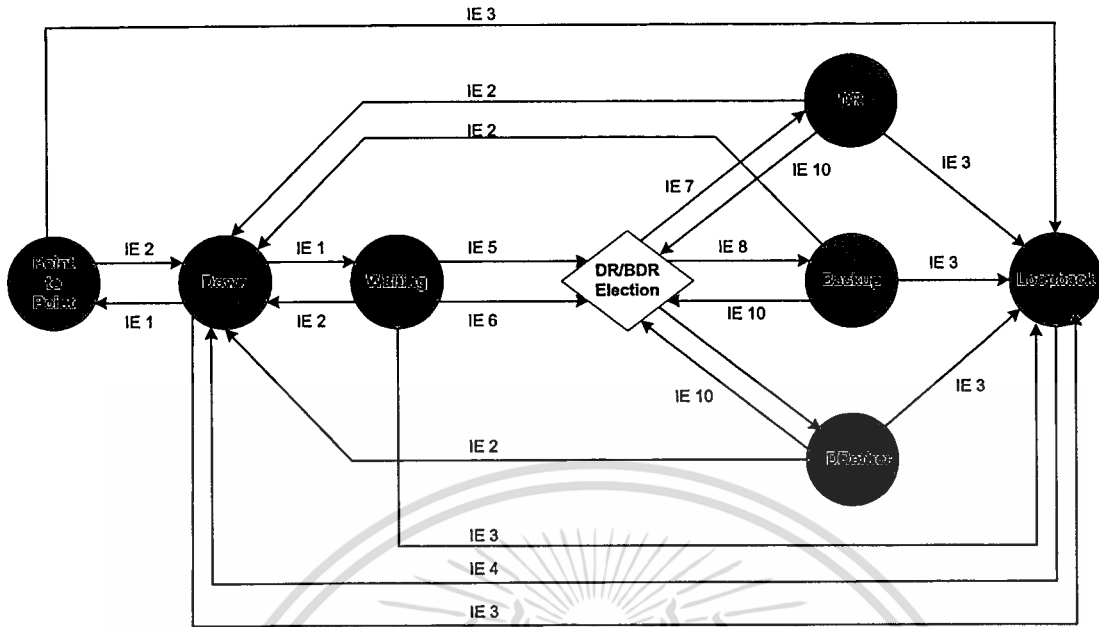 IE 3
DR
IE 2
IE 2
IE 3
IE 7
IE 10
Point
to
Point
IE 2
Down
IE 1
Waiting
IE 5
DR/BDR
Election
IE 8
Backup
IE 3
Loopback
IE 1
IE 2
IE 6
IE 10
IE 10
IE 3
IE 2
DRother
IE 3
IE 4
IE 3